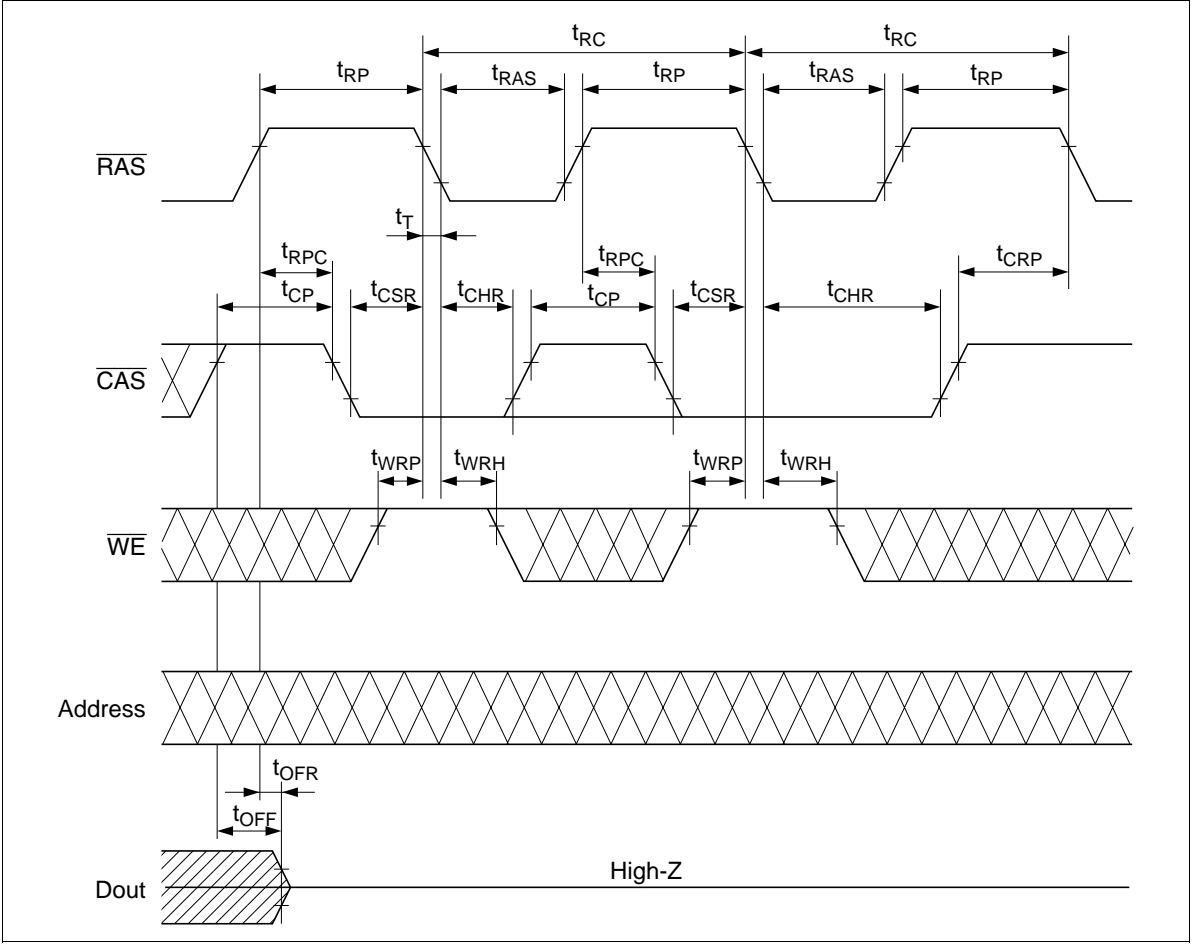 tRC tRC
tRP tRAS tRP tRAS tRP
RAS
tT
tRPC tRPC tCRP
tCP tCSR tCHR tCP tCSR tCHR
CAS
tWRP tWRH tWRP tWRH
WE
Address
tOFR
tOFF
High-Z
Dout